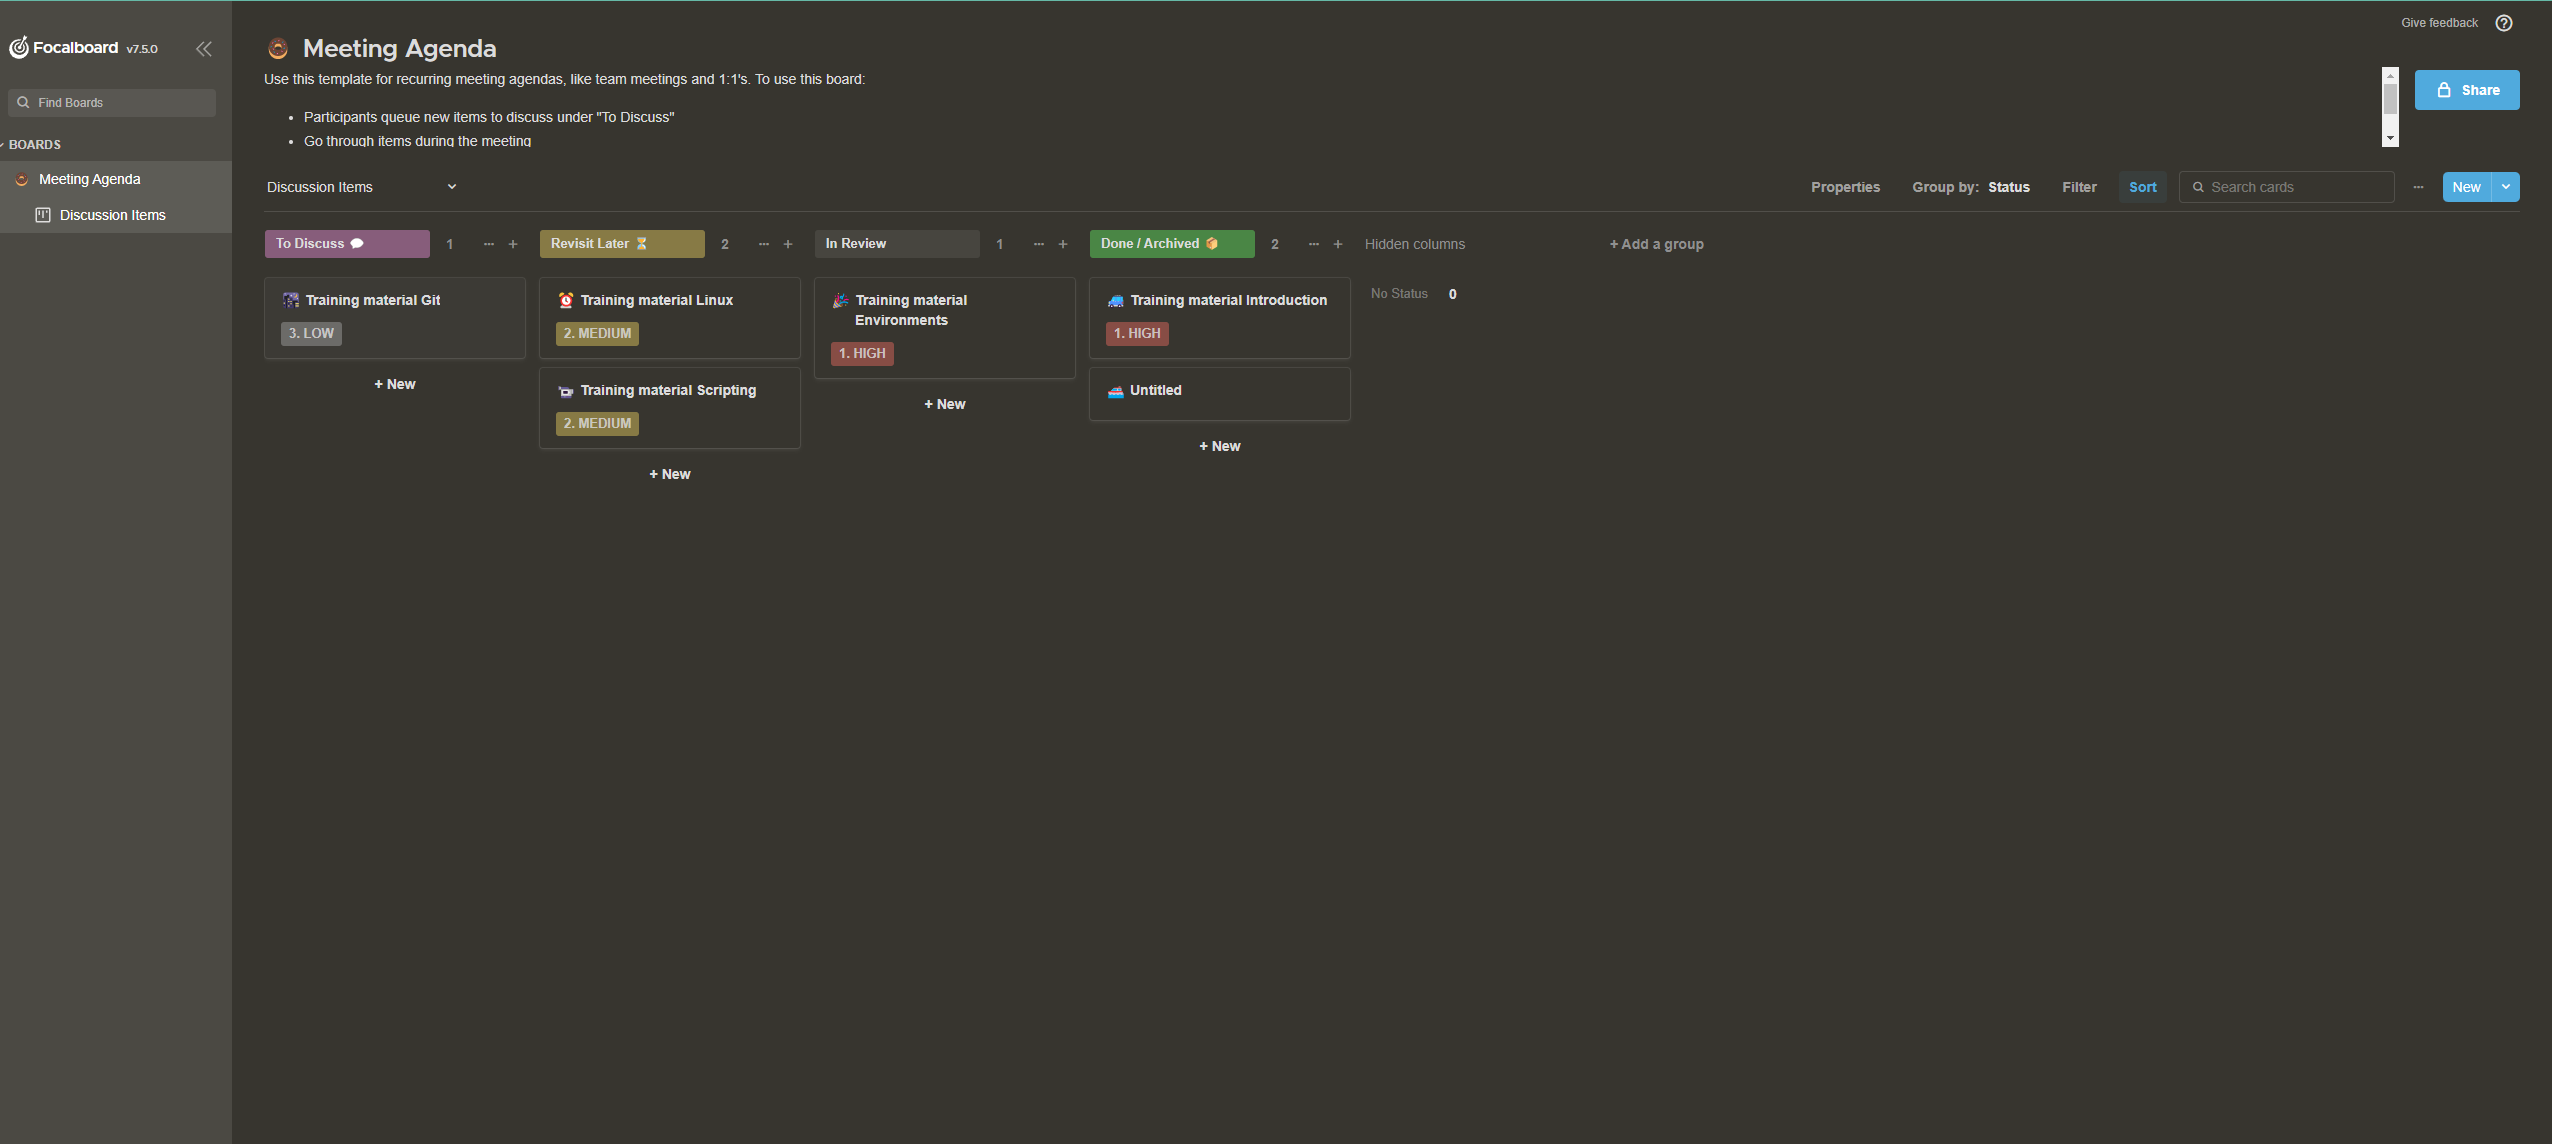 Give feedback
Focalboard v7.5.0
Find Boards
BOARDS
Meeting Agenda
Discussion Items
Meeting Agenda
Use this template for recurring meeting agendas, like team meetings and 1:1's. To use this board:
Participants queue new items to discuss under "To Discuss"
Go through items during the meeting
Share
Discussion Items
Properties
Group by: Status
Filter
Sort
Search cards
New
To Discuss 💬 1
Revisit Later ⏳ 2
In Review 1
Done / Archived 📦 2
Hidden columns
+ Add a group
Training material Git
3. LOW
+ New
Training material Linux
2. MEDIUM
Training material Scripting
2. MEDIUM
+ New
Training material
Environments
1. HIGH
+ New
Training material Introduction
1. HIGH
Untitled
+ New
No Status 0